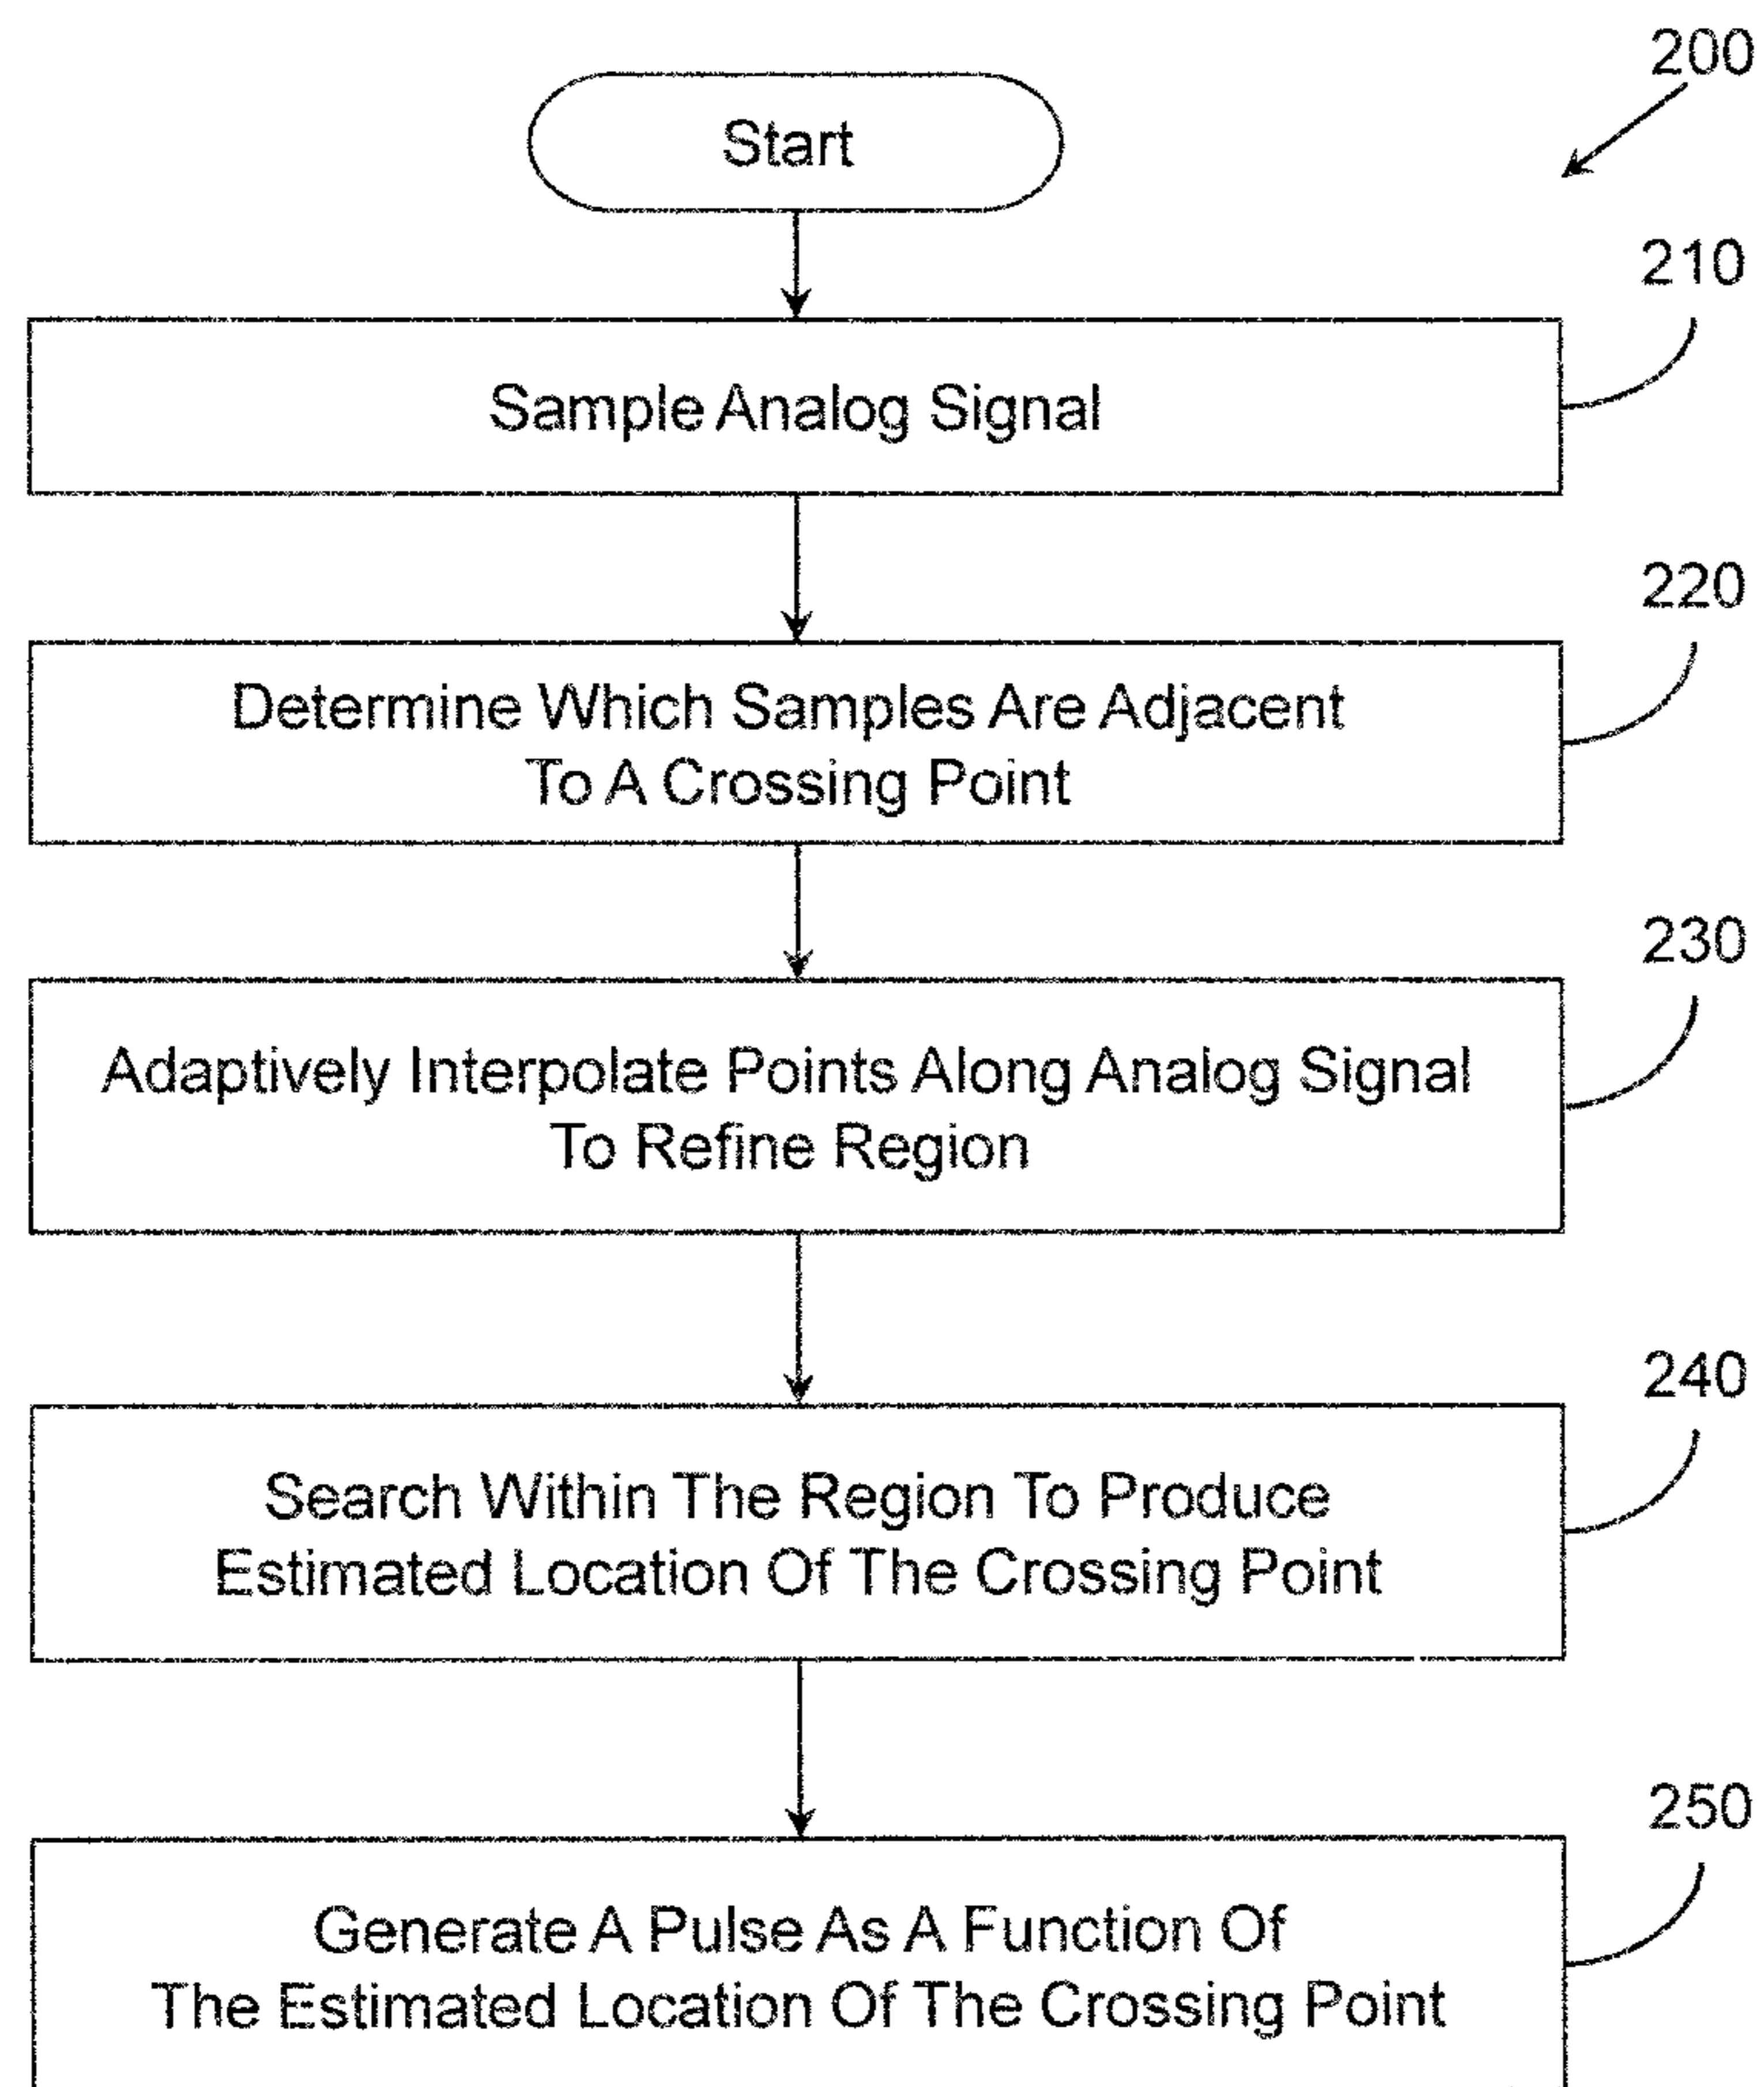 200
Start
210
Sample Analog Signal
220
Determine Which Samples Are Adjacent
To A Crossing Point
230
Adaptively Interpolate Points Along Analog Signal
To Refine Region
240
Search Within The Region To Produce
Estimated Location Of The Crossing Point
250
Generate A Pulse As A Function Of
The Estimated Location Of The Crossing Point